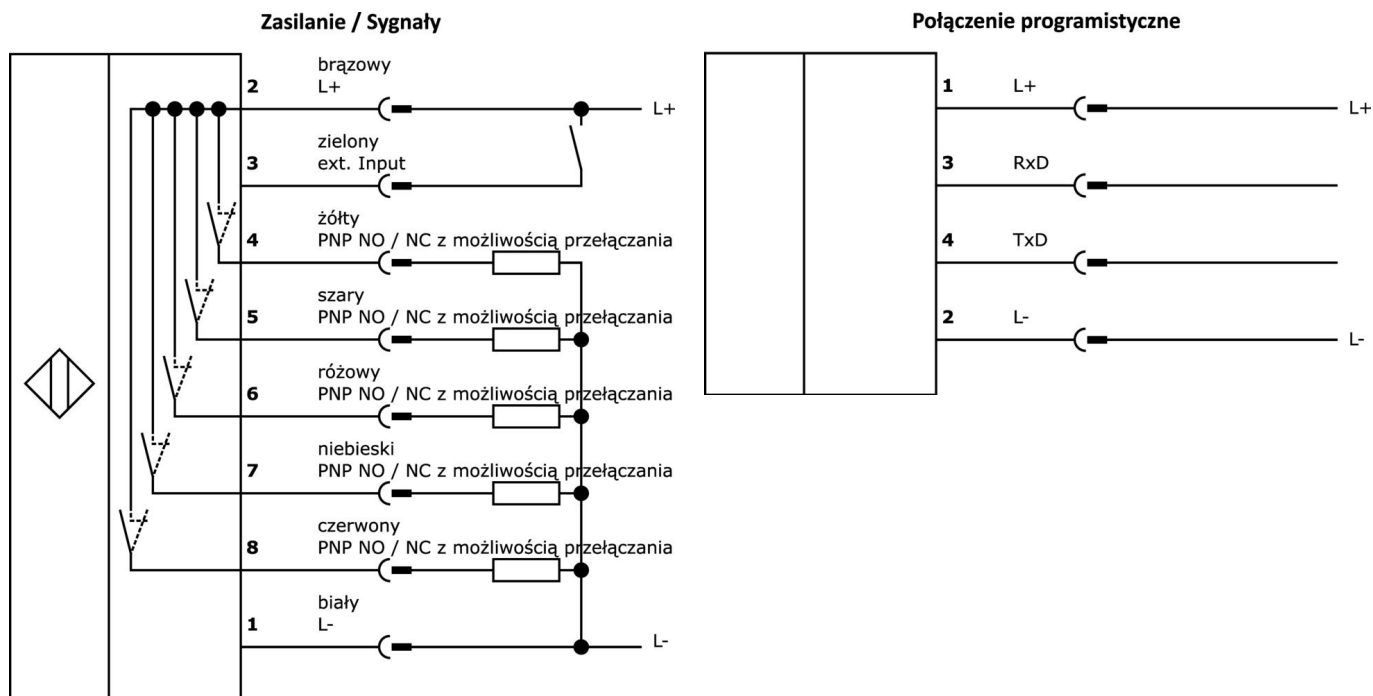 Zasilanie / Sygnały
brązowy
2 L+
L+
zielony
3 ext. Input
żółty
4 PNP NO / NC z możliwością przełączania
szary
5 PNP NO / NC z możliwością przełączania
różowy
6 PNP NO / NC z możliwością przełączania
niebieski
7 PNP NO / NC z możliwością przełączania
czerwony
8 PNP NO / NC z możliwością przełączania
biały
1 L-
L-
Połączenie programistyczne
1 L+
L+
3 RxD
4 TxD
2 L-
L-